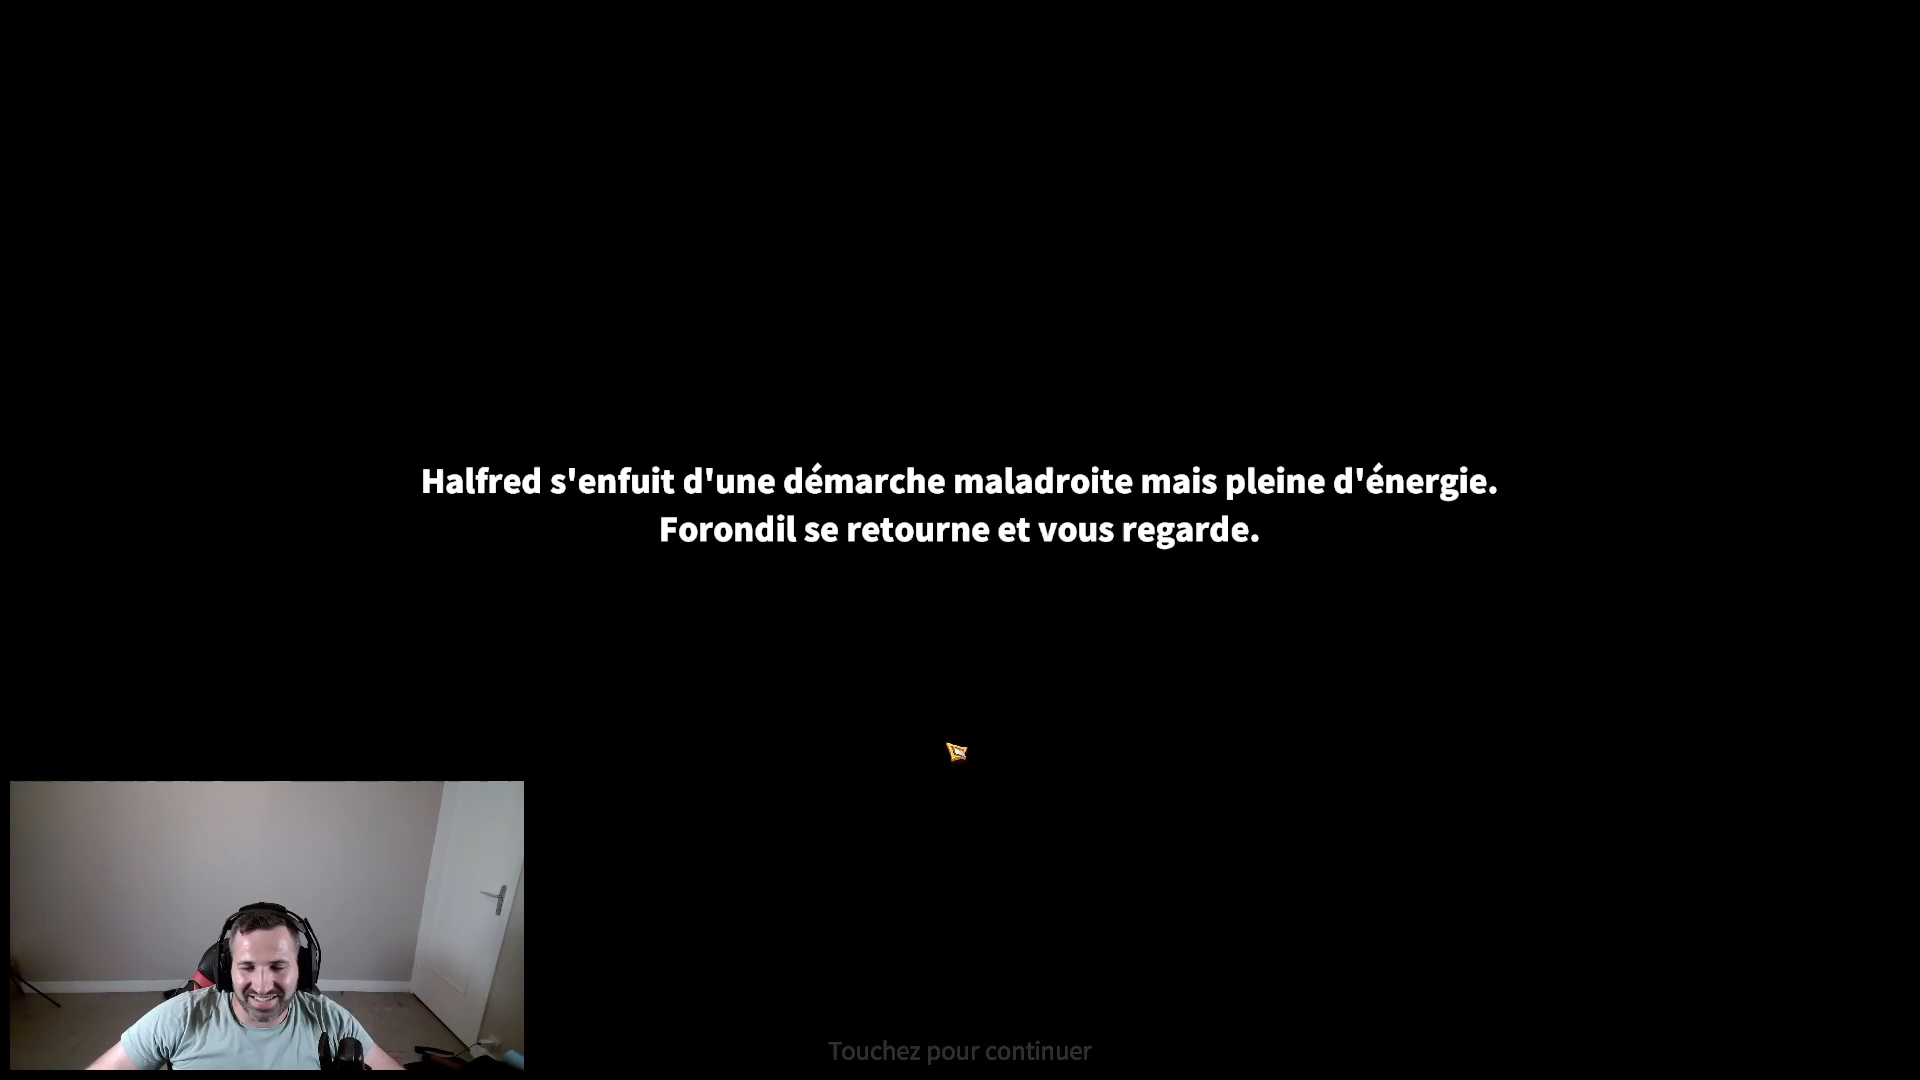 Halfred s'enfuit d'une démarche maladroite mais pleine d'énergie.
Forondil se retourne et vous regarde.
Touchez pour continuer